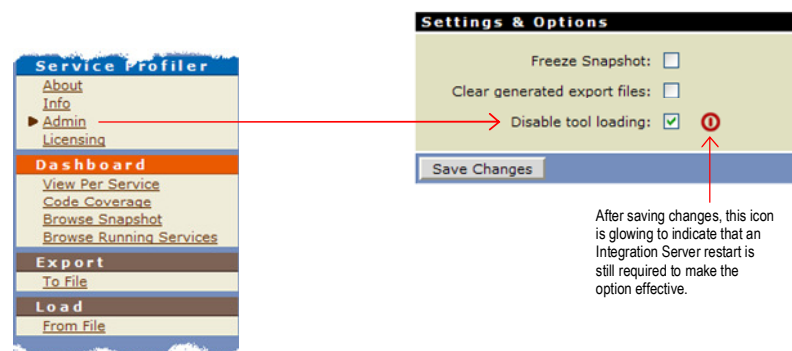 Service Profiler
About
Info
Admin
Licensing
Dashboard
View Per Service
Code Coverage
Browse Snapshot
Browse Running Services
Export
To File
Load
From File
Settings & Options
Freeze Snapshot:
Clear generated export files:
Disable tool loading:
Save Changes
After saving changes, this icon
is glowing to indicate that an
Integration Server restart is
still required to make the
option effective.